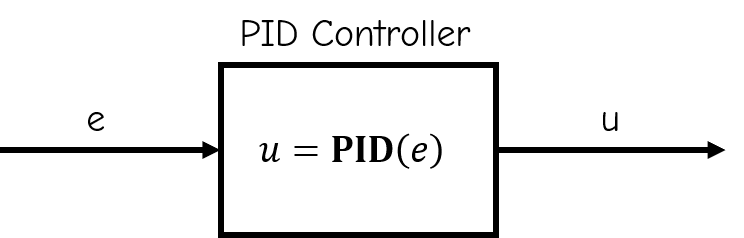 PID Controller
e
u = PID(e)
u